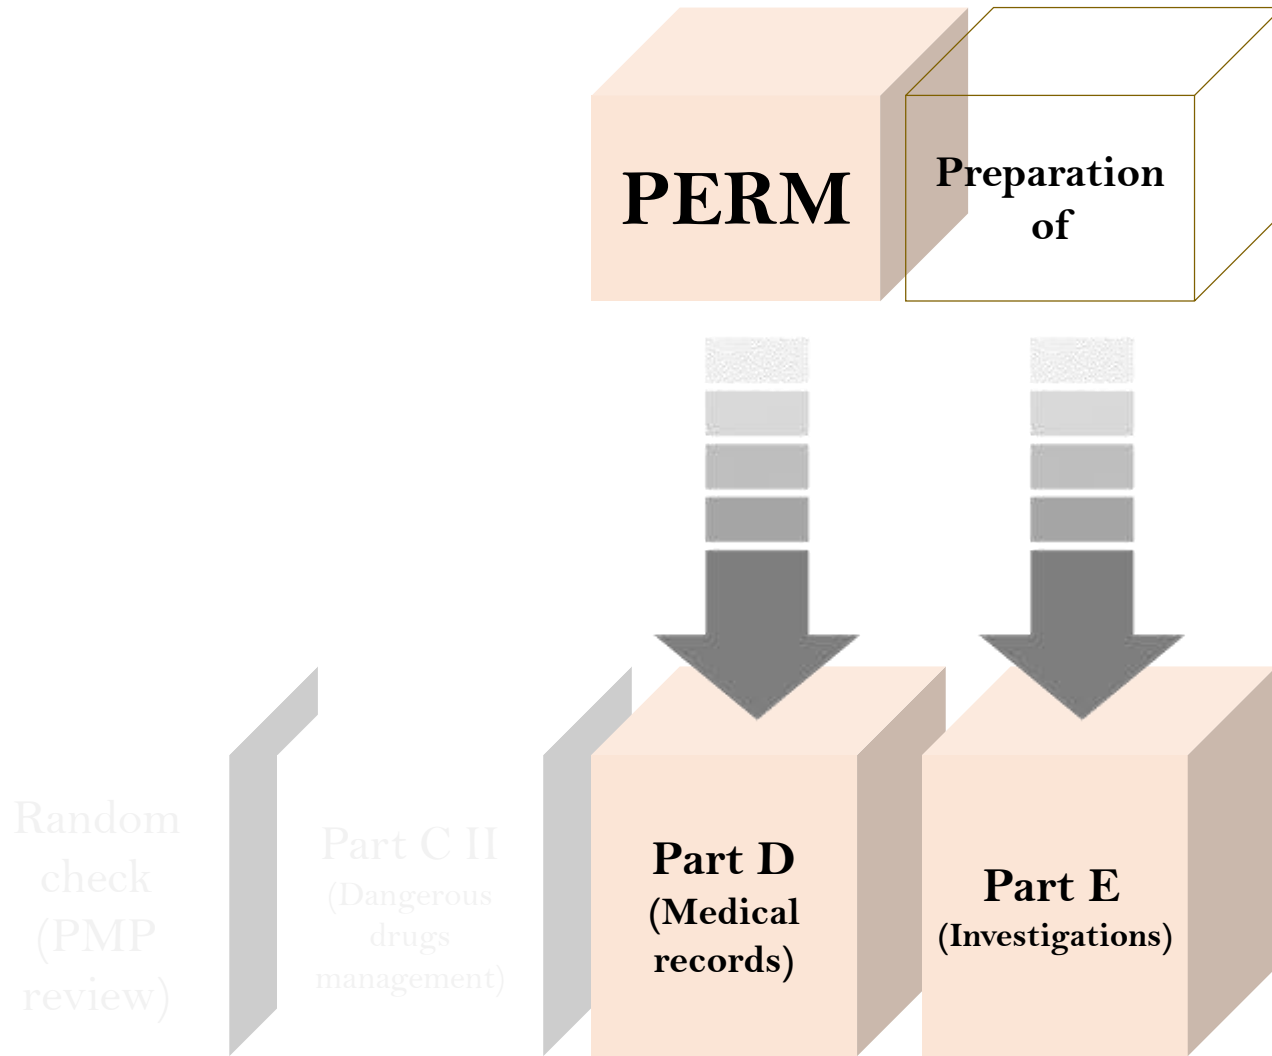 PERM
Preparation
of
Random
check
(PMP
review)
Part C II
(Dangerous
drugs
management)
Part D
(Medical
records)
Part E
(Investigations)